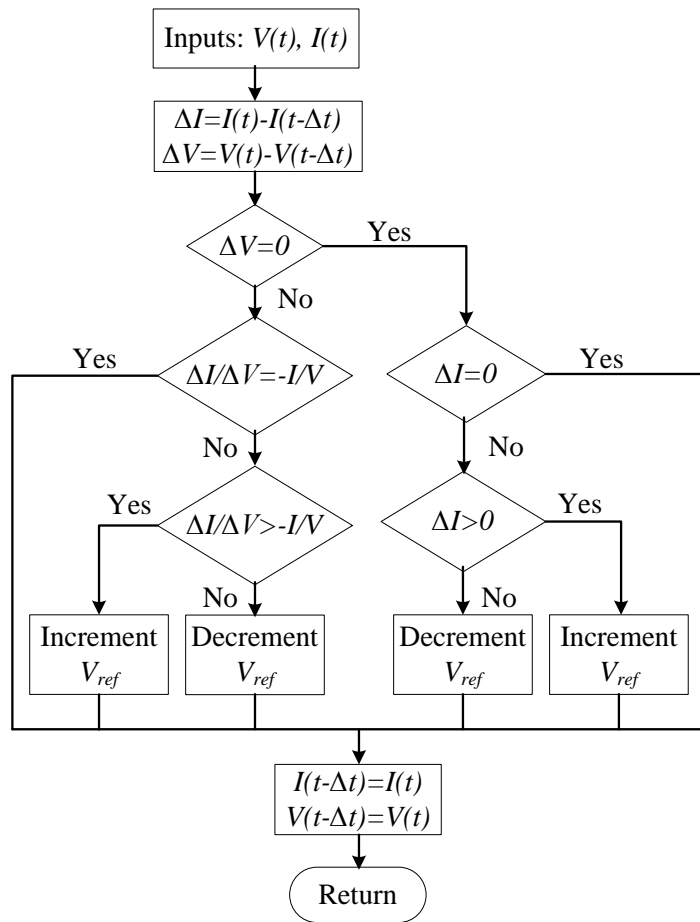 Inputs: V(t), I(t)
ΔI=I(t)-I(t-Δt)
ΔV=V(t)-V(t-Δt)
ΔV=0
Yes
No
Yes
ΔI/ΔV=-I/V
ΔI=0
Yes
No
No
Yes
ΔI/ΔV>-I/V
ΔI>0
Yes
No
No
Increment
Vref
Decrement
Vref
Decrement
Vref
Increment
Vref
I(t-Δt)=I(t)
V(t-Δt)=V(t)
Return